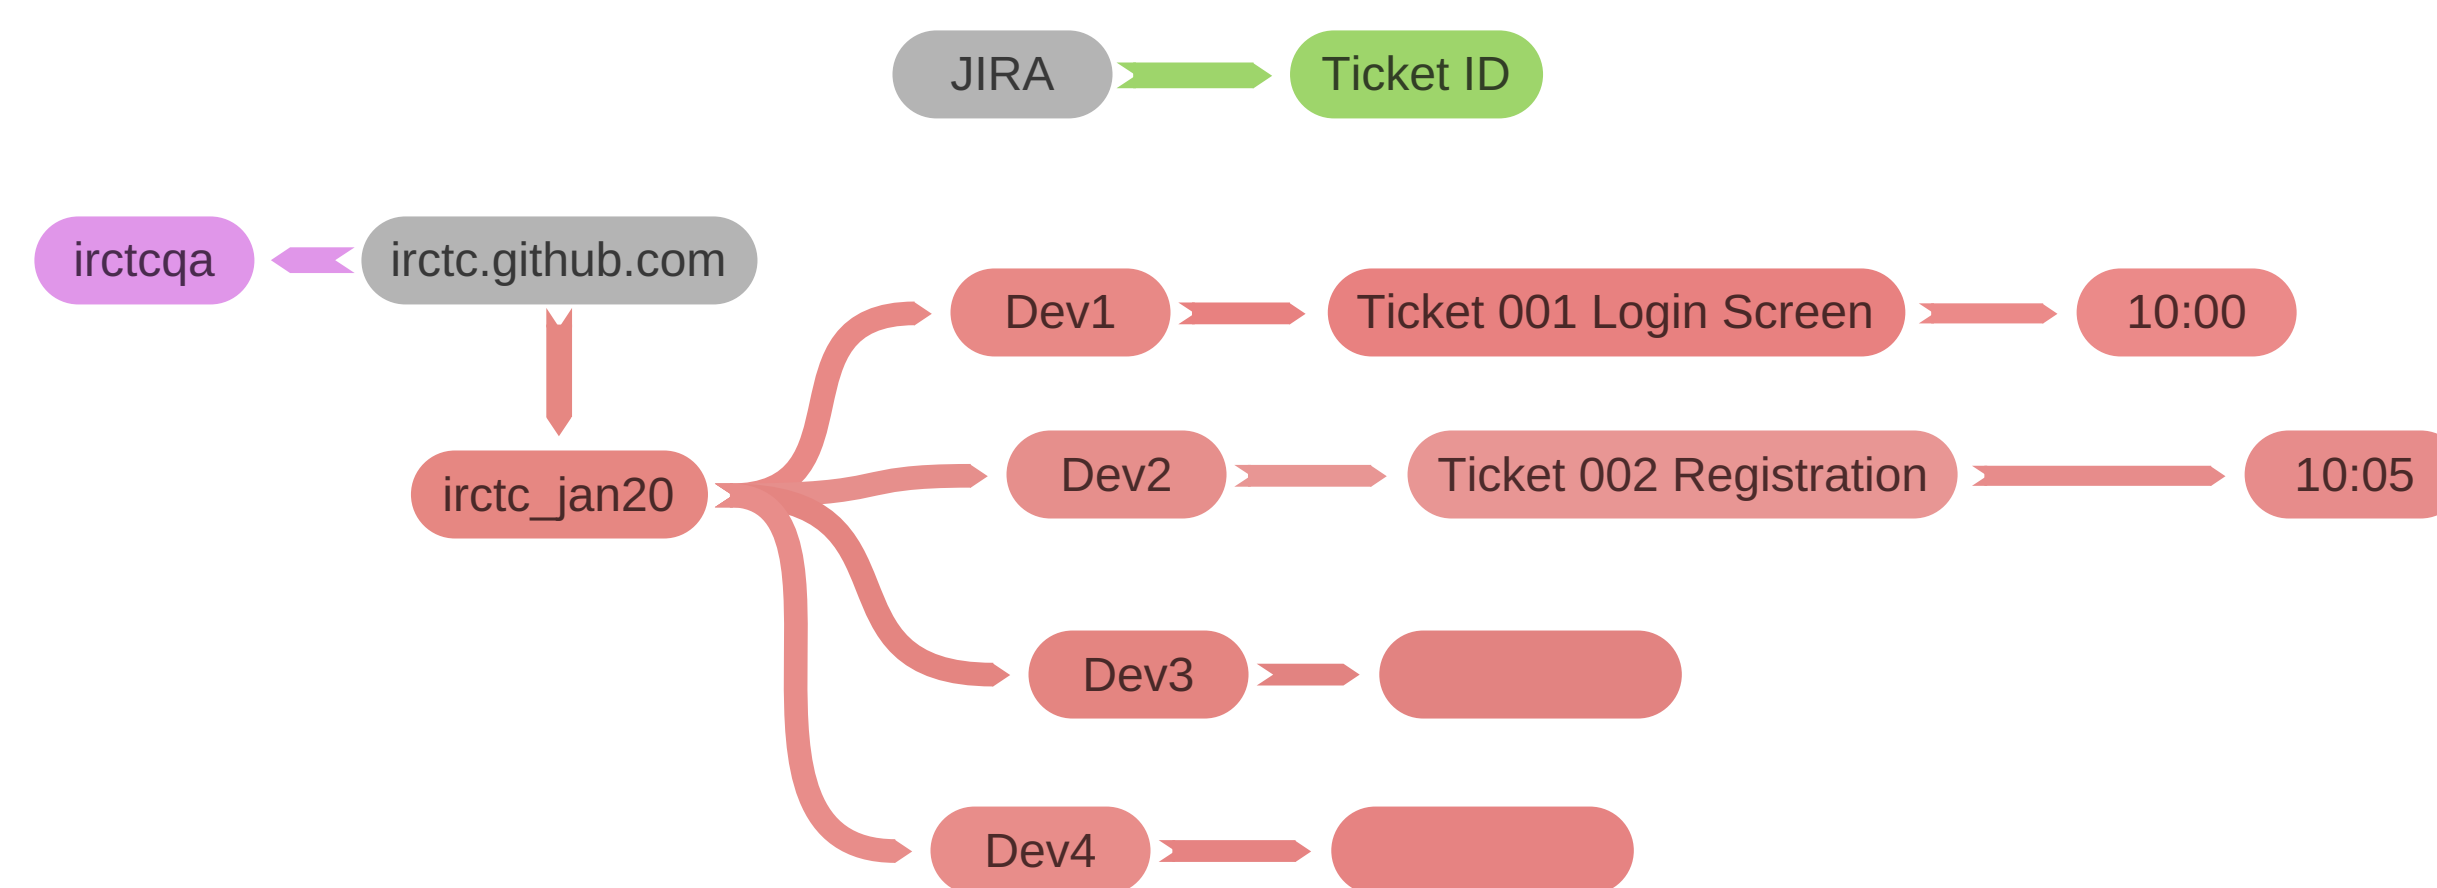 JIRA
Ticket ID
irctcqa
irctc.github.com
Dev1
Ticket 001 Login Screen
10:00
Dev2
Ticket 002 Registration
10:05
irctc_jan20
Dev3
Dev4